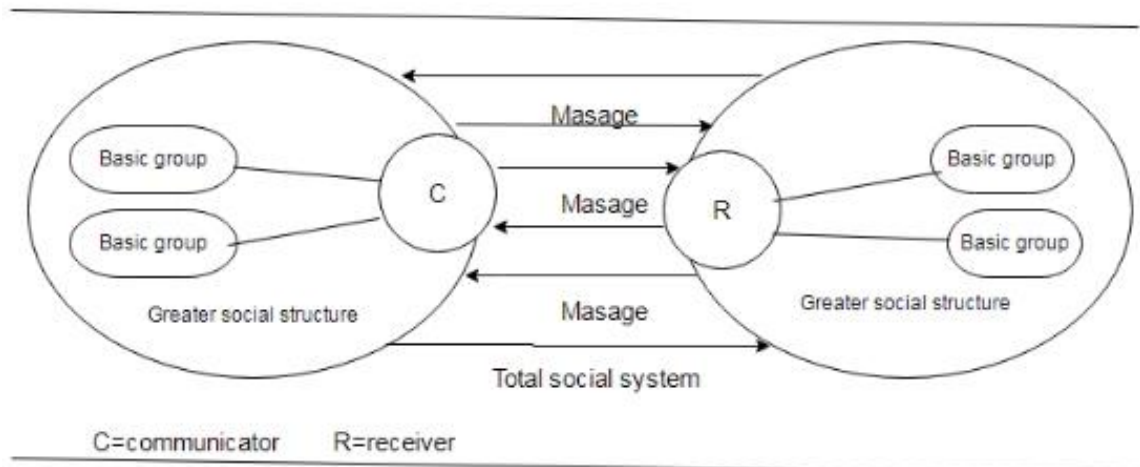 Masage
Basic group
Basic group
C
R
Basic group
Basic group
Masage
Greater social structure
Masage
Greater social structure
Total social system
C=communicator R=receiver